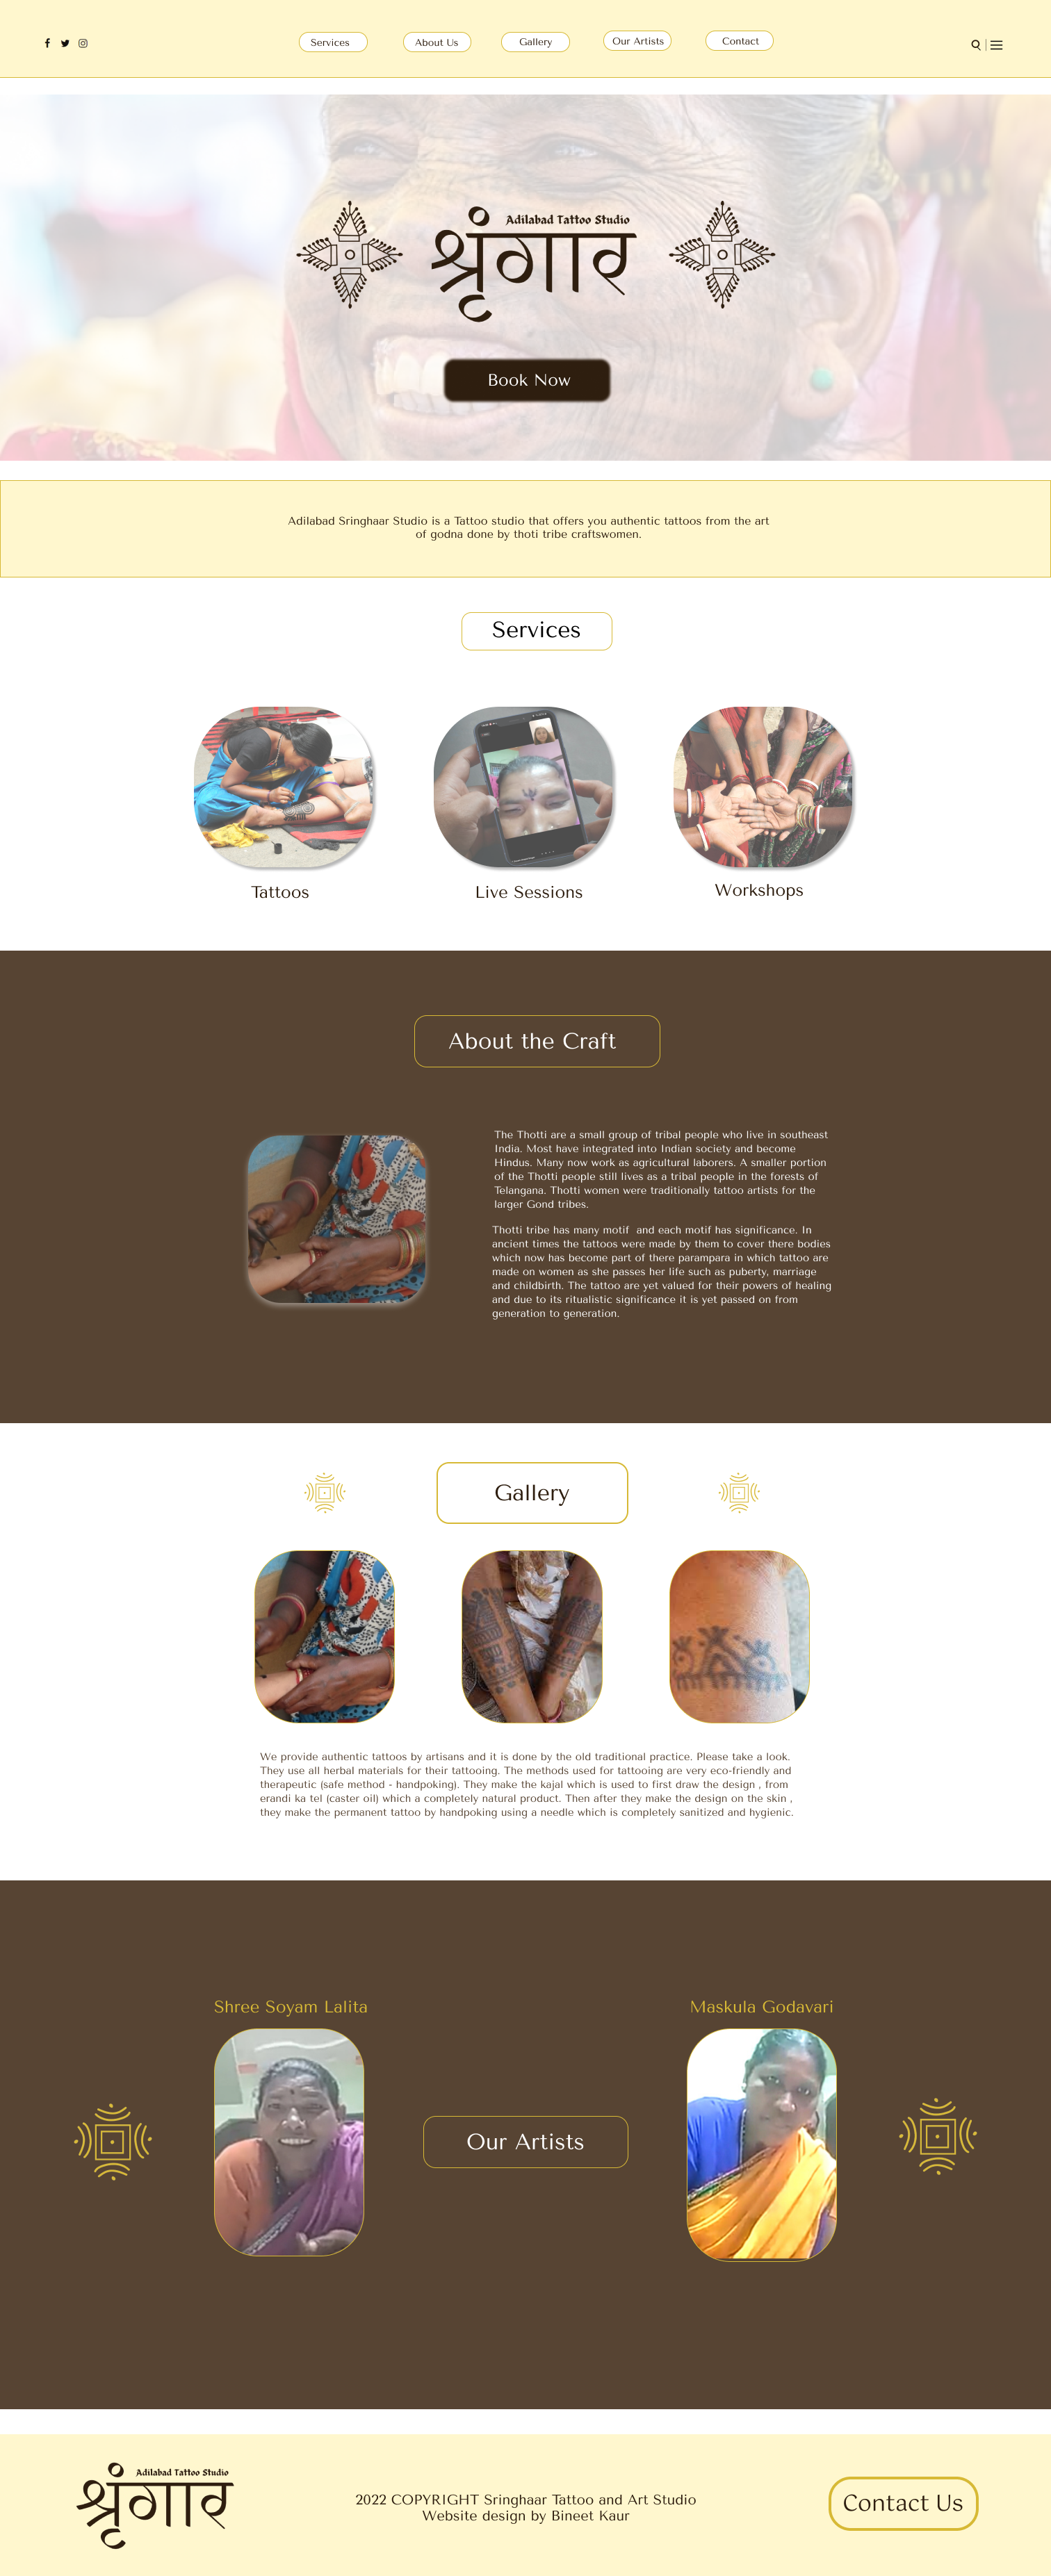 Services
About Us
Gallery
Our Artists
Contact
Adilabad Tattoo Studio
श्रृंगार
Book Now
Adilabad Sringhaar Studio is a Tattoo studio that offers you authentic tattoos from the art
of godna done by thoti tribe craftswomen.
Services
Tattoos
Live Sessions
Workshops
About the Craft
The Thotti are a small group of tribal people who live in southeast
India. Most have integrated into Indian society and become
Hindus. Many now work as agricultural laborers. A smaller portion
of the Thotti people still lives as a tribal people in the forests of
Telangana. Thotti women were traditionally tattoo artists for the
larger Gond tribes.
Thotti tribe has many motif  and each motif has significance. In
ancient times the tattoos were made by them to cover there bodies
which now has become part of there parampara in which tattoo are
made on women as she passes her life such as puberty, marriage
and childbirth. The tattoo are yet valued for their powers of healing
and due to its ritualistic significance it is yet passed on from
generation to generation.
Gallery
We provide authentic tattoos by artisans and it is done by the old traditional practice. Please take a look.
They use all herbal materials for their tattooing. The methods used for tattooing are very eco-friendly and
therapeutic (safe method - handpoking). They make the kajal which is used to first draw the design , from
erandi ka tel (caster oil) which a completely natural product. Then after they make the design on the skin ,
they make the permanent tattoo by handpoking using a needle which is completely sanitized and hygienic.
Shree Soyam Lalita
Maskula Godavari
Our Artists
Adilabad Tattoo Studio
श्रृंगार
2022 COPYRIGHT Sringhaar Tattoo and Art Studio
Website design by Bineet Kaur
Contact Us